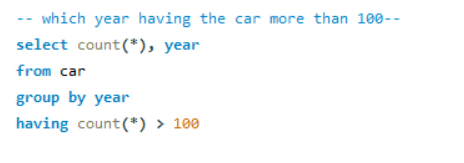 -- which year having the car more than 100--
select count(*), year
from car
group by year
having count(*) > 100